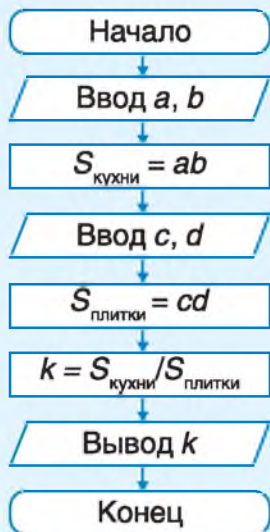 Начало
Ввод a, b
Sкухни = ab
Ввод c, d
Sплитки = cd
k = Sкухни/Sплитки
Вывод k
Конец